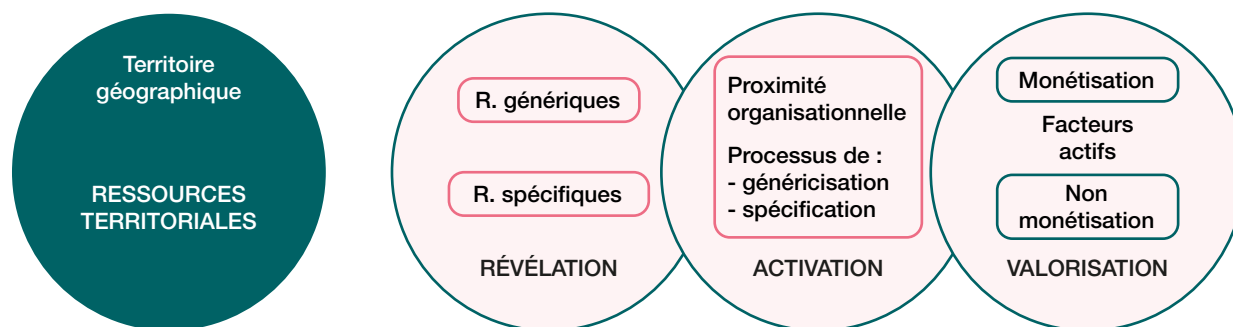 Territoire
géographique
RESSOURCES
TERRITORIALES
R. génériques
R. spécifiques
RÉVÉLATION
Proximité
organisationnelle
Processus de :
- généricisation
- spécification
ACTIVATION
Monétisation
Facteurs
actifs
Non
monétisation
VALORISATION